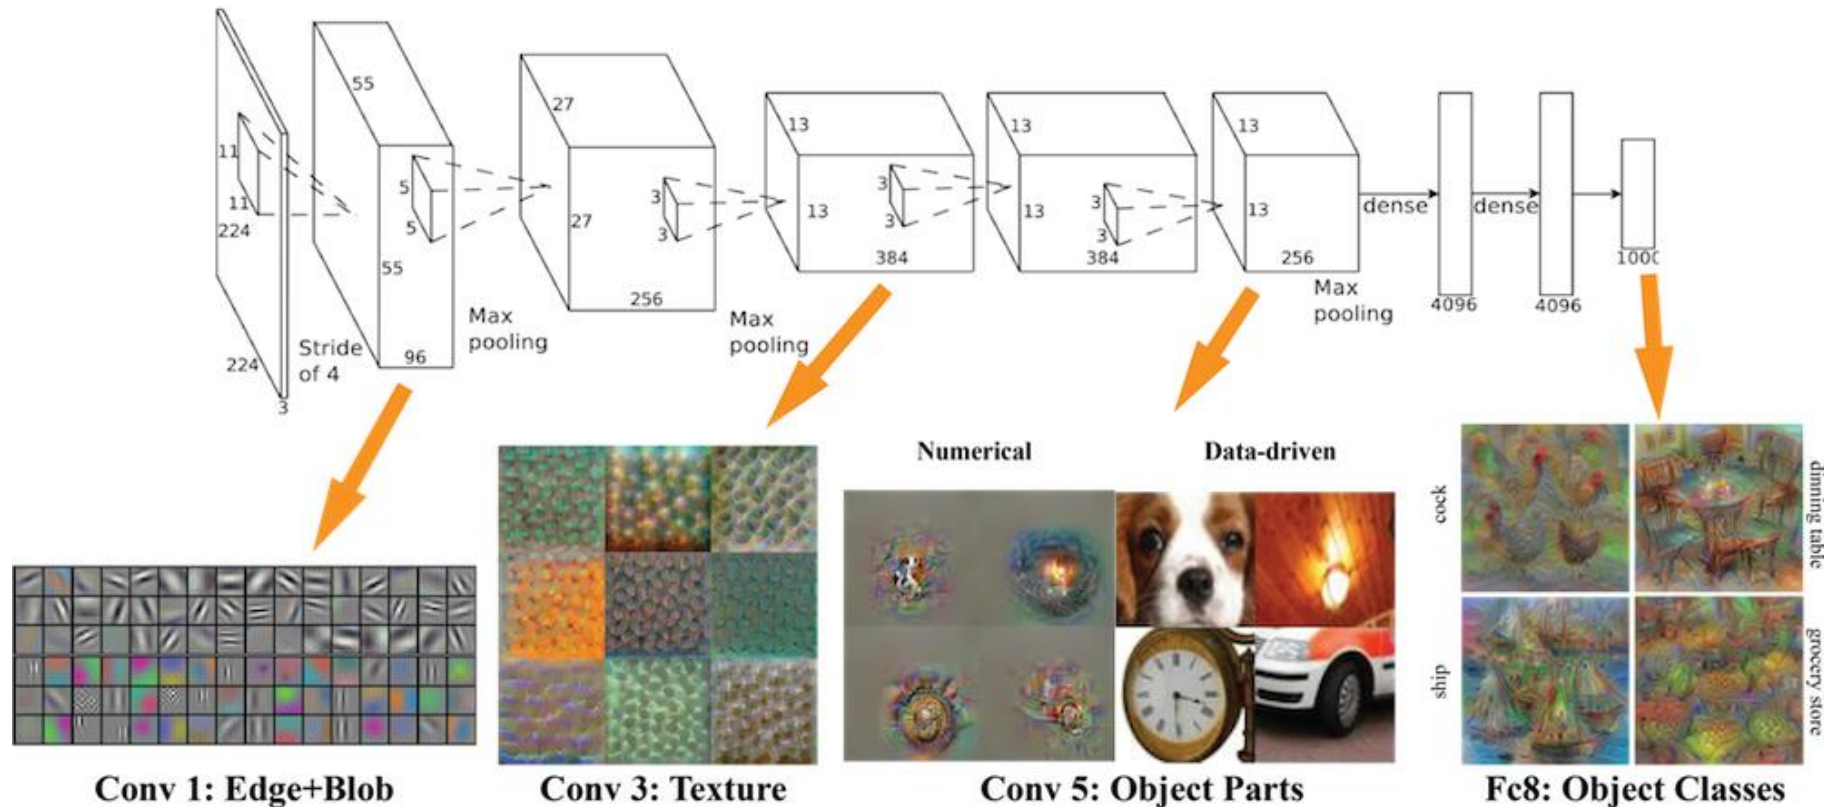 55
27
13
13
13
11
11
224
5
5
55
27
3
3
13
3
3
13
3
3
13
dense
dense
224
3
Stride
of 4
96
Max
pooling
256
Max
pooling
384
384
256
Max
pooling
4096
4096
1000
Numerical
Data-driven
cock
dinning table
ship
grocery store
Conv 1: Edge+Blob
Conv 3: Texture
Conv 5: Object Parts
Fc8: Object Classes